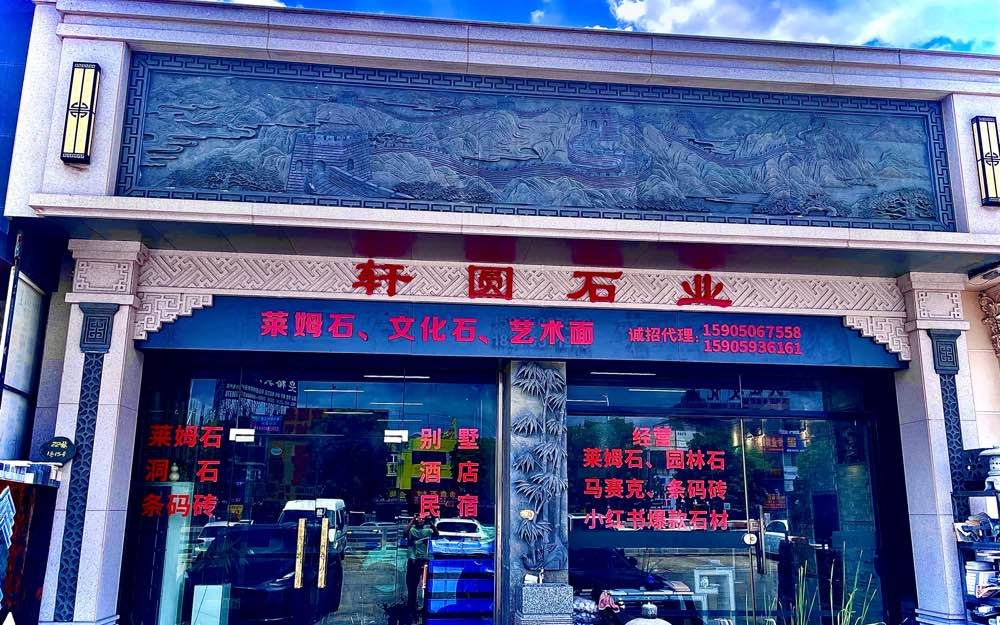 轩圆石业
莱姆石、文化石、艺术面 诚招代理：15905067558
15905936161
莱姆石
洞石
条码砖
别墅
酒店
民宿
经营
莱姆石、园林石
马赛克、条码砖
小红书爆款石材